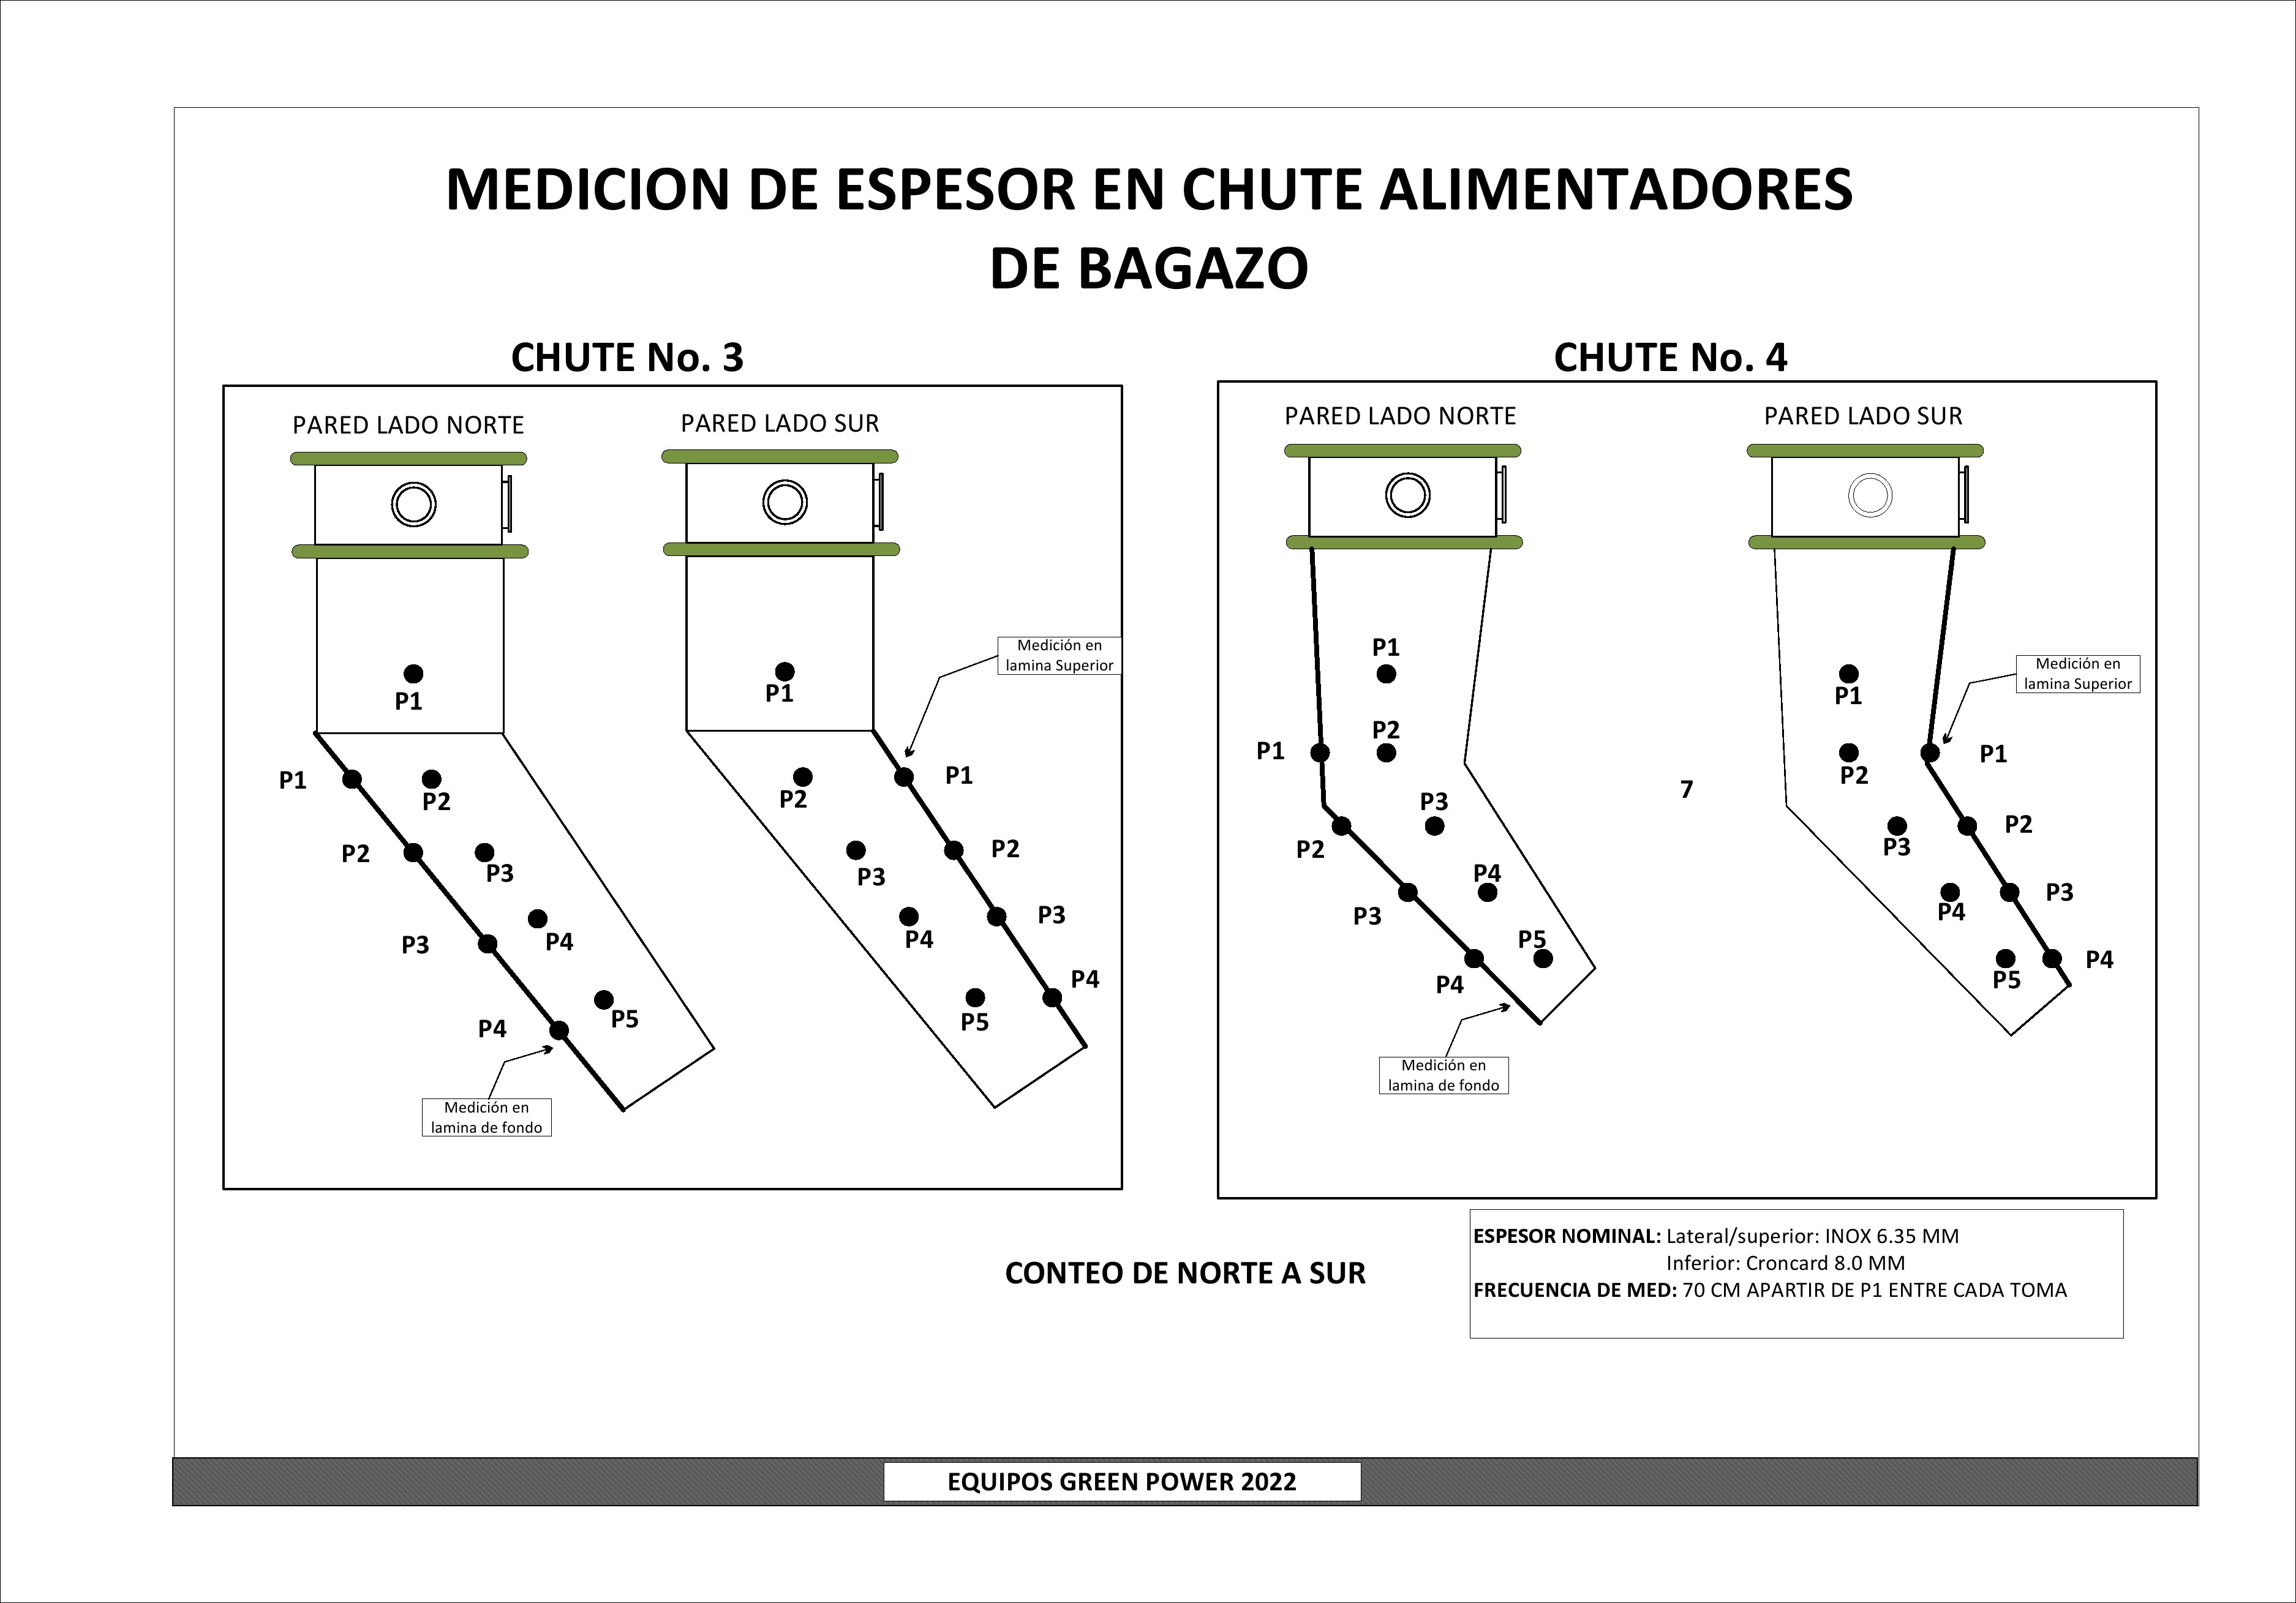 MEDICION DE ESPESOR EN CHUTE ALIMENTADORES
DE BAGAZO
CHUTE No. 3
PARED LADO NORTE
PARED LADO SUR
Medición en
lamina Superior
P1
P1
P1
P2
P2
P3
P3
P4
P4
P5
P2
P1
P3
P2
P4
P3
P5
P4
Medición en
lamina de fondo
CHUTE No. 4
PARED LADO NORTE
PARED LADO SUR
P1
P2
P1
P3
P2
P4
P3
P5
P4
Medición en
lamina de fondo
7
Medición en
lamina Superior
P1
P2
P1
P3
P2
P4
P3
P5
P4
CONTEO DE NORTE A SUR
ESPESOR NOMINAL: Lateral/superior: INOX 6.35 MM
Inferior: Croncard 8.0 MM
FRECUENCIA DE MED: 70 CM APARTIR DE P1 ENTRE CADA TOMA
EQUIPOS GREEN POWER 2022